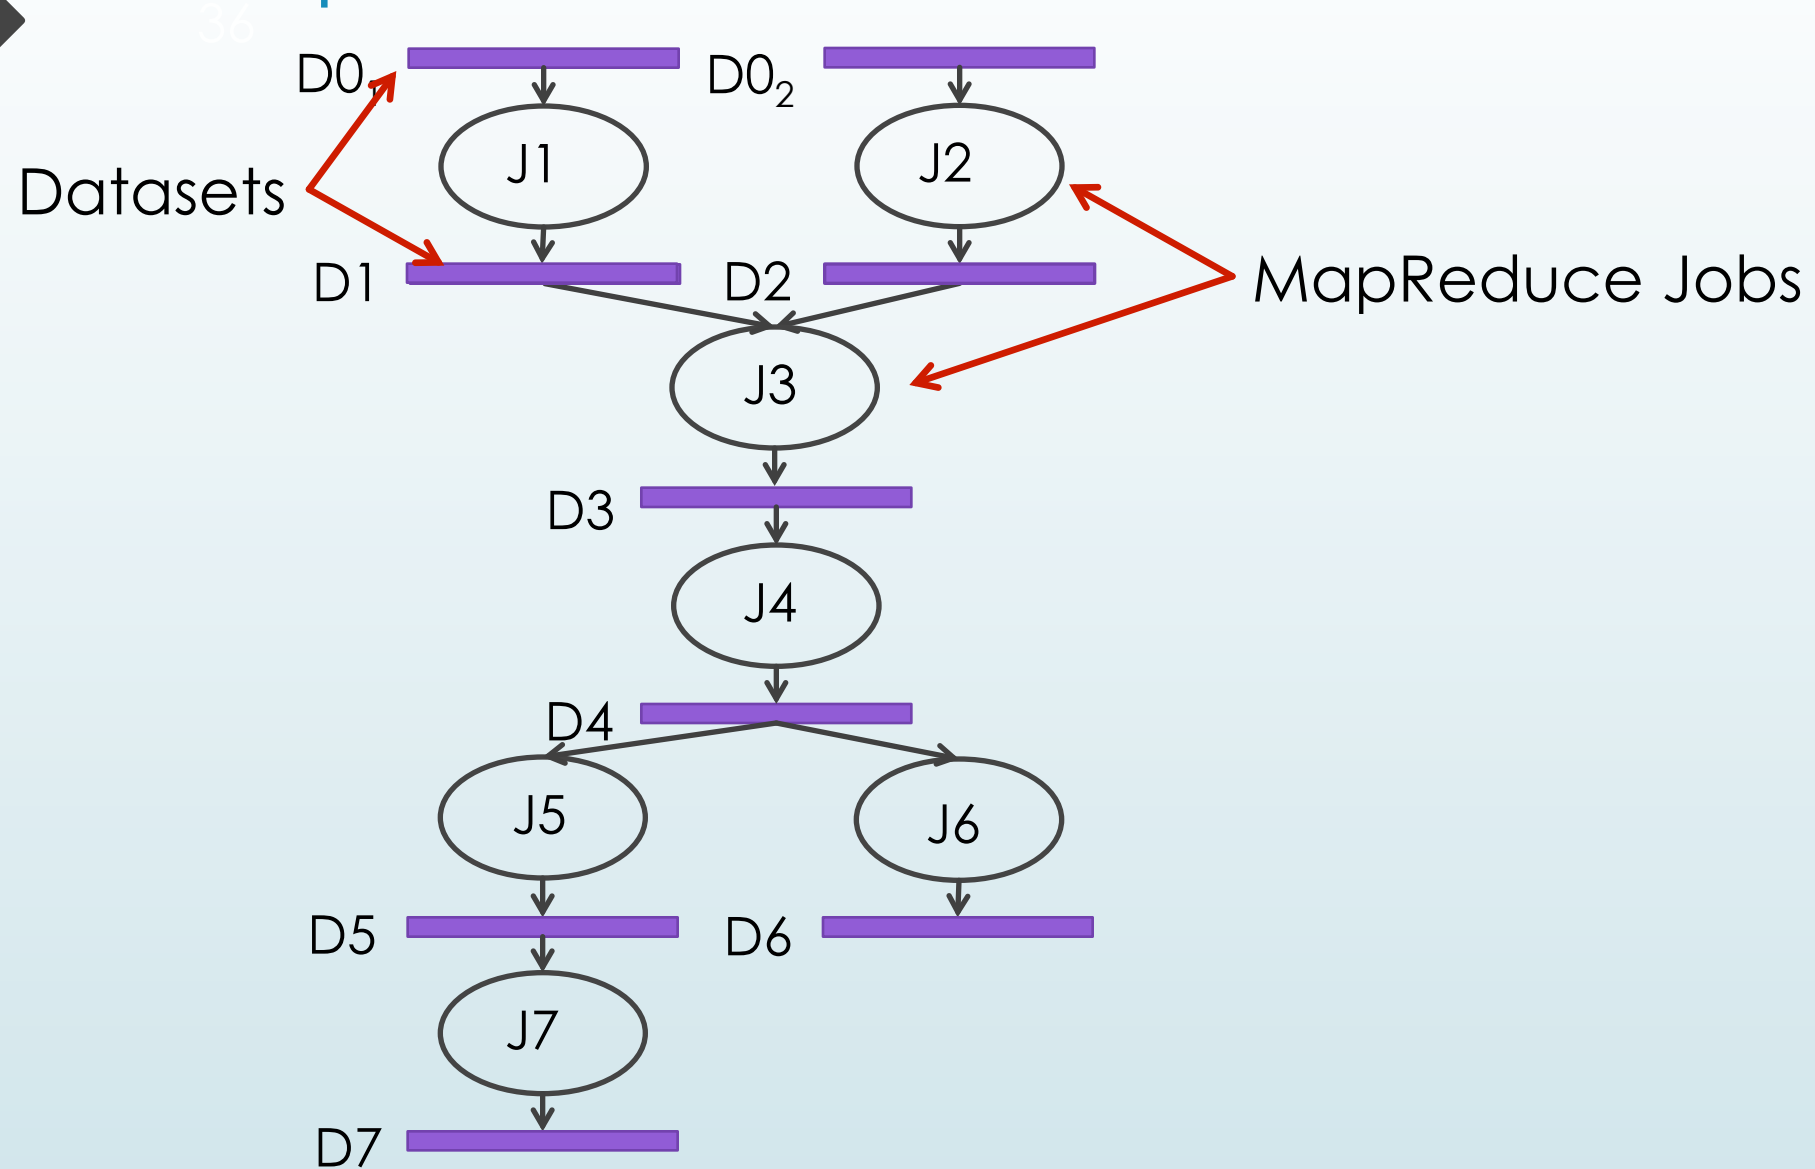 36
D0₁
D0₂
J1
J2
Datasets
D1
D2
MapReduce Jobs
J3
D3
J4
D4
J5
J6
D5
D6
J7
D7